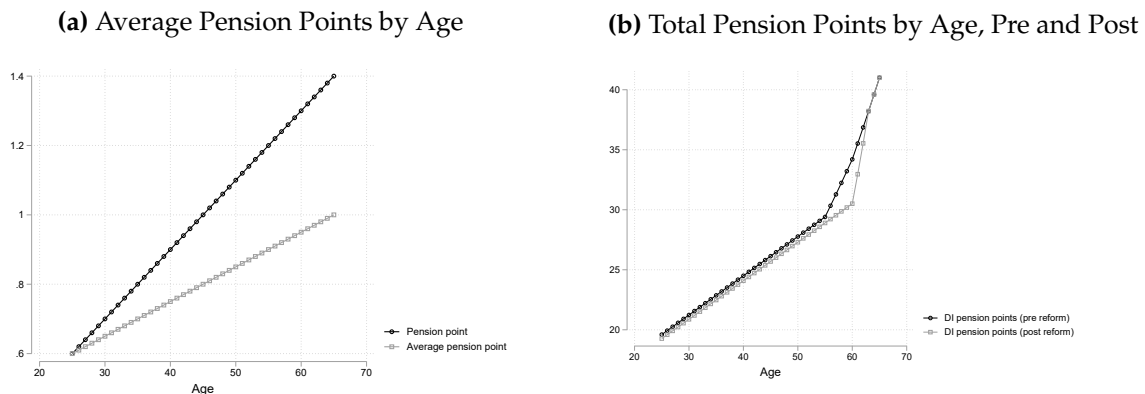 (a) Average Pension Points by Age
1.4
1.2
1
.8
.6
20 30 40 50 60 70
Age
Pension point
Average pension point
(b) Total Pension Points by Age, Pre and Post
40
35
30
25
20
20 30 40 50 60 70
Age
DI pension points (pre reform)
DI pension points (post reform)